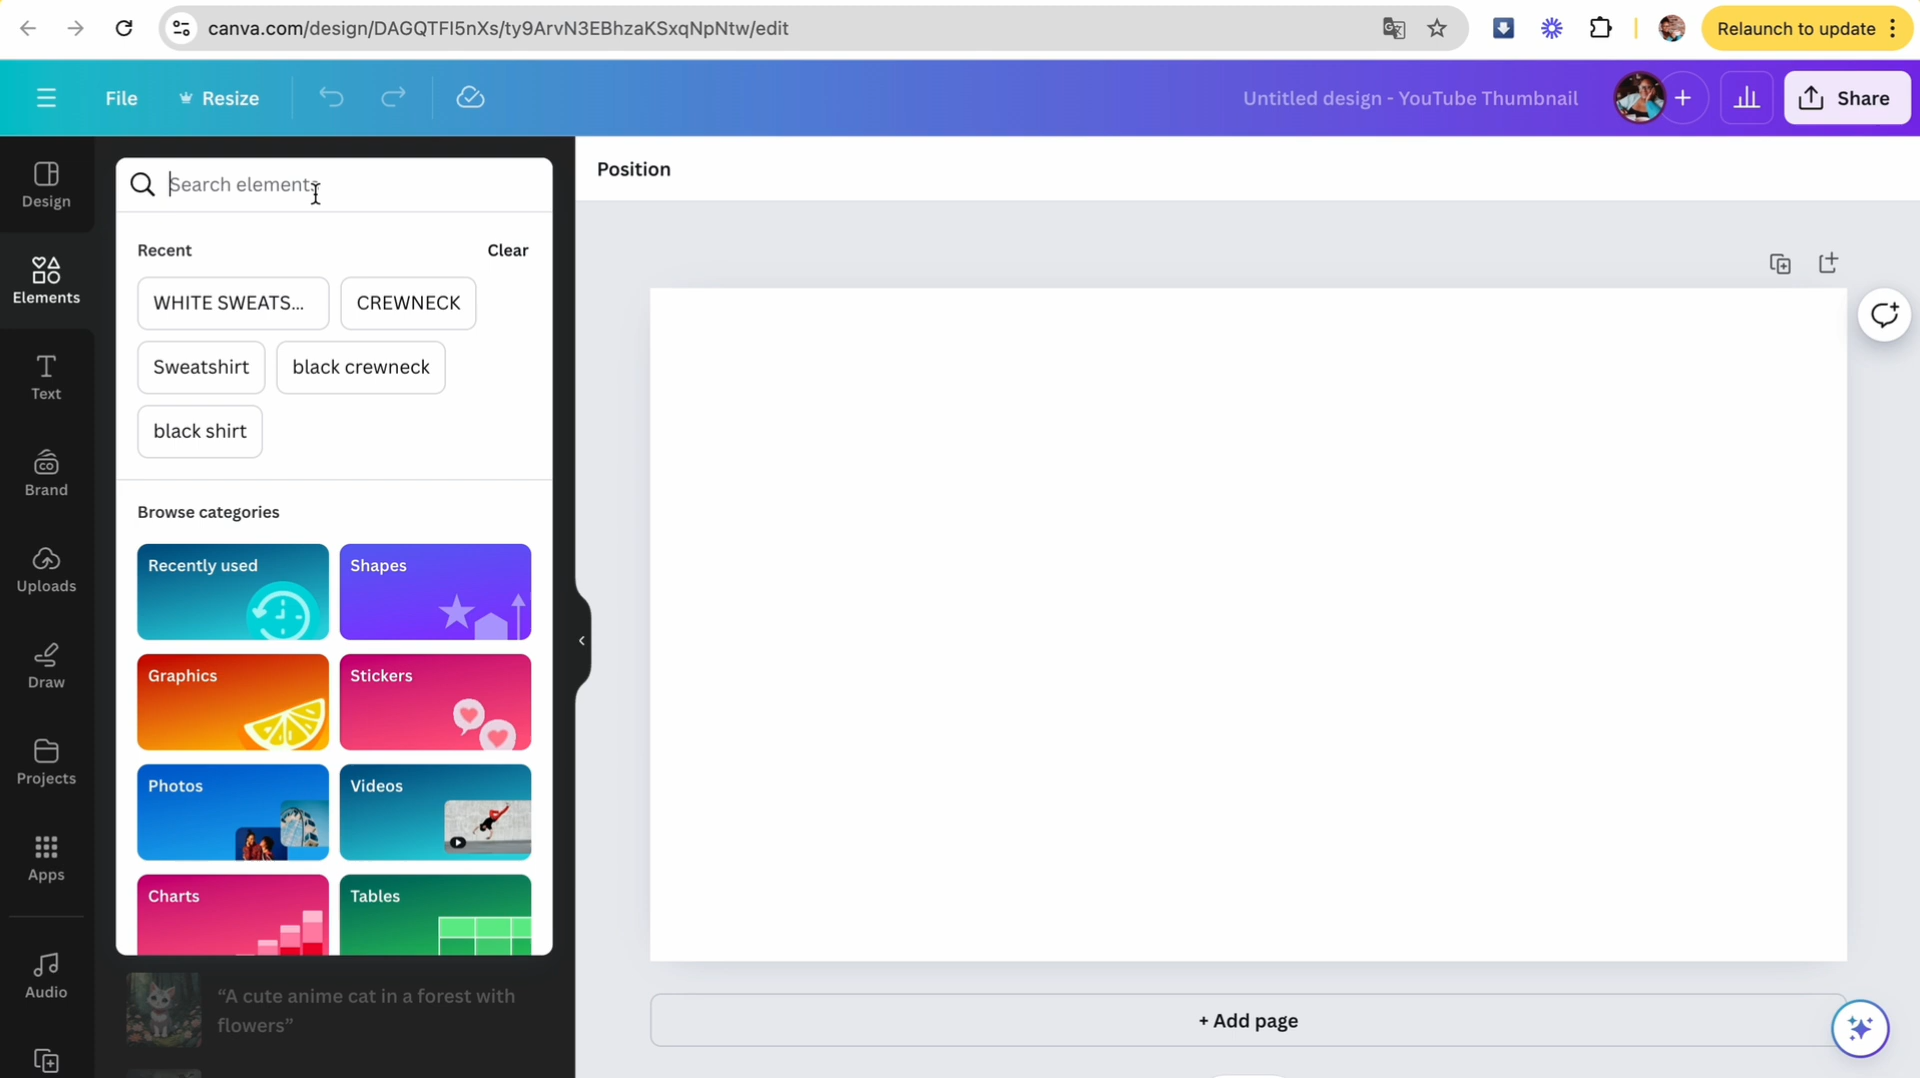 canva.com/design/DAGQTFI5nXs/ty9ArvN3EBhzaKSxqNpNtw/edit
Relaunch to update
File
Resize
Untitled design - YouTube Thumbnail
Share
Design
Elements
Text
Brand
Uploads
Draw
Projects
Apps
Audio
Search elements
Recent
Clear
WHITE SWEATS...
CREWNECK
Sweatshirt
black crewneck
black shirt
Browse categories
Recently used
Shapes
Graphics
Stickers
Photos
Videos
Charts
Tables
“A cute anime cat in a forest with
flowers”
Position
+ Add page